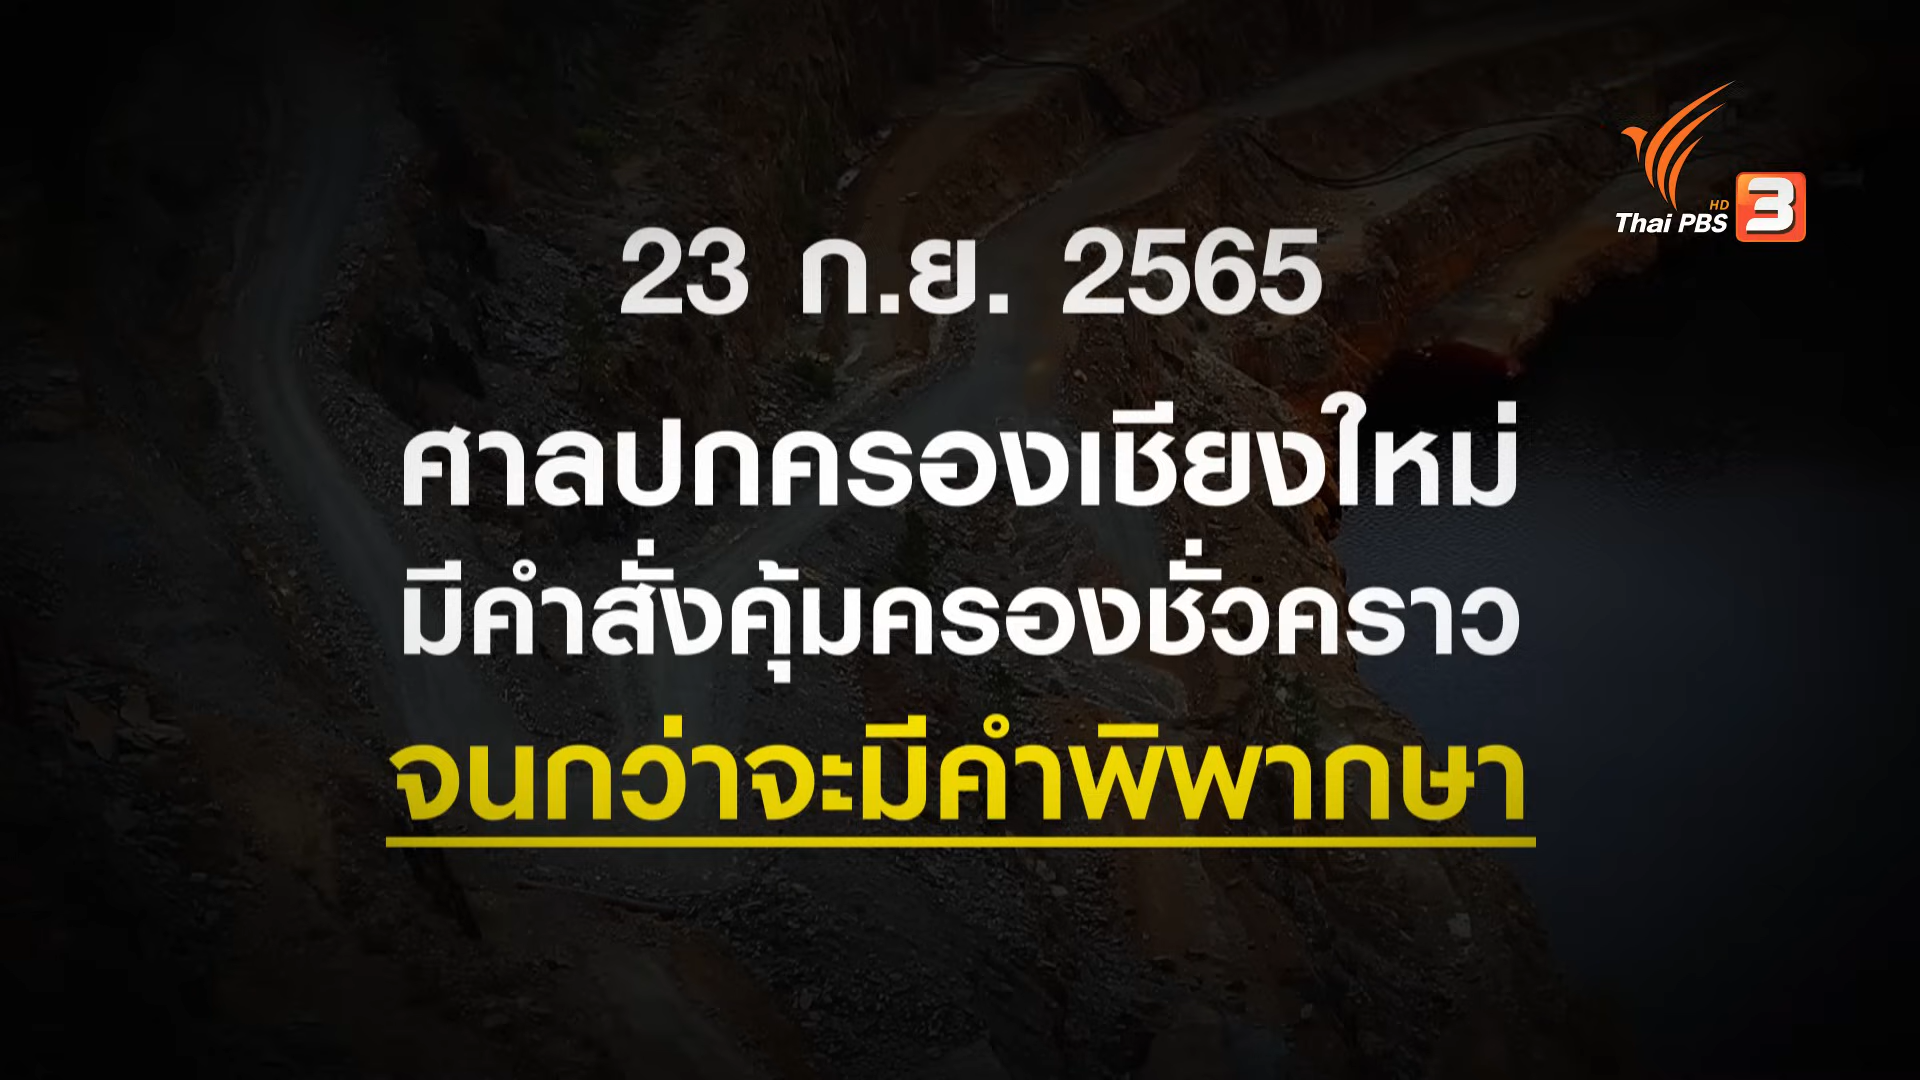 HD
Thai PBS 3
23 ก.ย. 2565
ศาลปกครองเชียงใหม่
มีคำสั่งคุ้มครองชั่วคราว
จนกว่าจะมีคำพิพากษา